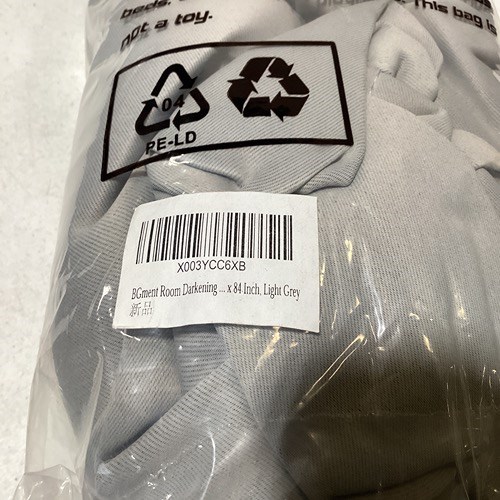 beds.
This bag is
not a toy.
04
PE-LD
X003YCC6XB
BGment Room Darkening ... x 84 Inch, Light Grey
新品